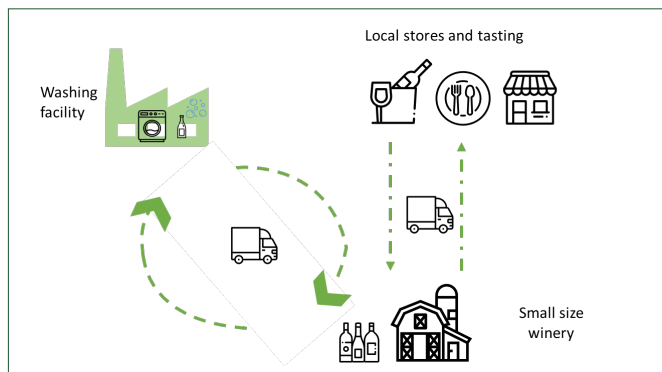 Local stores and tasting
Washing
facility
Small size
winery